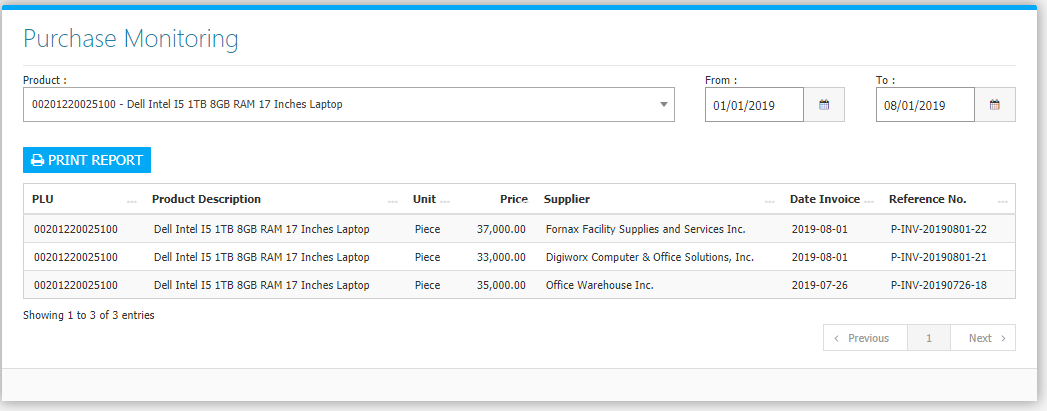 Purchase Monitoring
Product : From : To :
00201220025100 - Dell Intel I5 1TB 8GB RAM 17 Inches Laptop 01/01/2019 08/01/2019
PRINT REPORT
PLU Product Description Unit Price Supplier Date Invoice Reference No.
00201220025100 Dell Intel I5 1TB 8GB RAM 17 Inches Laptop Piece 37,000.00 Fornax Facility Supplies and Services Inc. 2019-08-01 P-INV-20190801-22
00201220025100 Dell Intel I5 1TB 8GB RAM 17 Inches Laptop Piece 33,000.00 Digiworx Computer & Office Solutions, Inc. 2019-08-01 P-INV-20190801-21
00201220025100 Dell Intel I5 1TB 8GB RAM 17 Inches Laptop Piece 35,000.00 Office Warehouse Inc. 2019-07-26 P-INV-20190726-18
Showing 1 to 3 of 3 entries
‹ Previous 1 Next ›